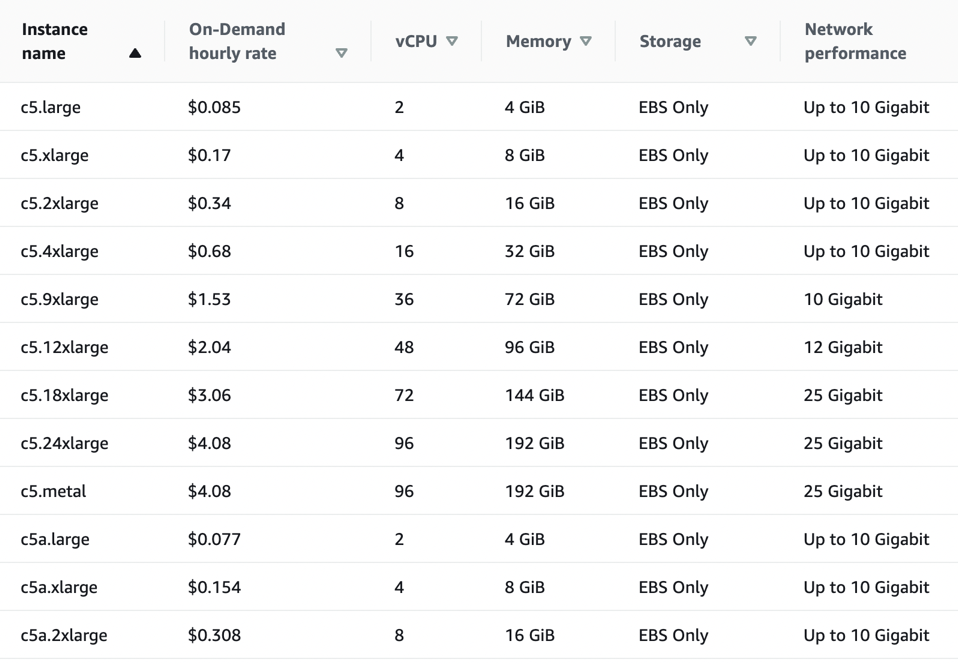 Instance name ▲ On-Demand hourly rate ▽ vCPU ▽ Memory ▽ Storage ▽ Network performance
c5.large $0.085 2 4 GiB EBS Only Up to 10 Gigabit
c5.xlarge $0.17 4 8 GiB EBS Only Up to 10 Gigabit
c5.2xlarge $0.34 8 16 GiB EBS Only Up to 10 Gigabit
c5.4xlarge $0.68 16 32 GiB EBS Only Up to 10 Gigabit
c5.9xlarge $1.53 36 72 GiB EBS Only 10 Gigabit
c5.12xlarge $2.04 48 96 GiB EBS Only 12 Gigabit
c5.18xlarge $3.06 72 144 GiB EBS Only 25 Gigabit
c5.24xlarge $4.08 96 192 GiB EBS Only 25 Gigabit
c5.metal $4.08 96 192 GiB EBS Only 25 Gigabit
c5a.large $0.077 2 4 GiB EBS Only Up to 10 Gigabit
c5a.xlarge $0.154 4 8 GiB EBS Only Up to 10 Gigabit
c5a.2xlarge $0.308 8 16 GiB EBS Only Up to 10 Gigabit